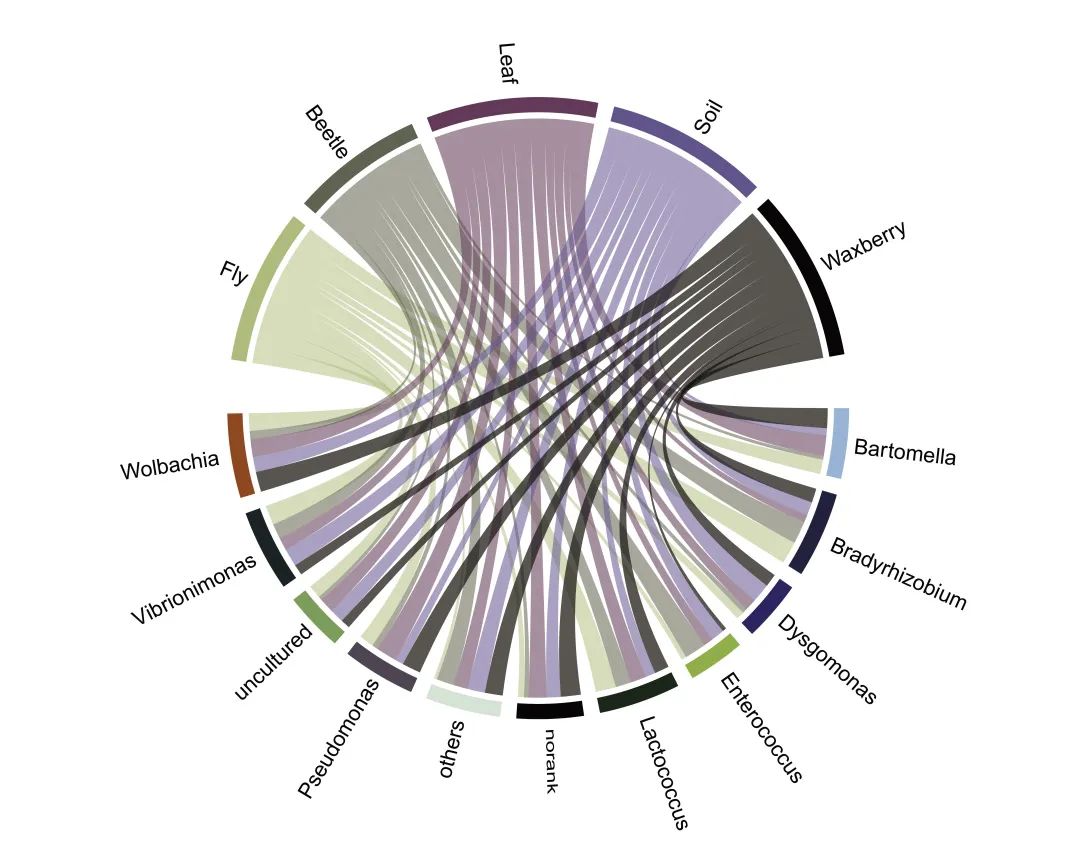 Leaf
Soil
Beetle
Waxberry
Fly
Wolbachia
Bartomella
Vibrionimonas
Bradyrhizobium
uncultured
Dysgomonas
Pseudomonas
Enterococcus
others
norank
Lactococcus